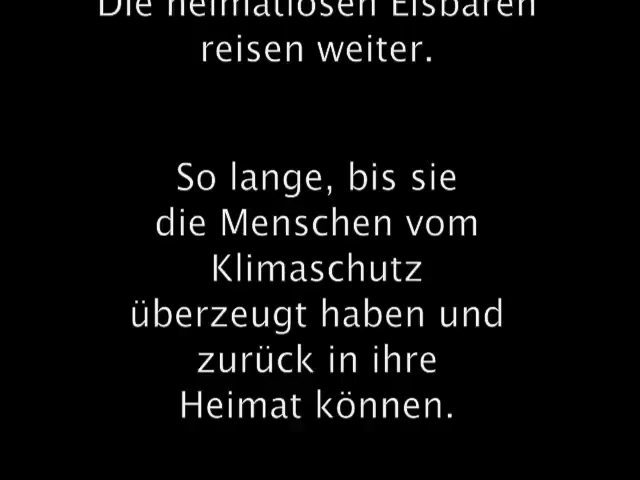 Die heimatlosen Eisbären
reisen weiter.
So lange, bis sie
die Menschen vom
Klimaschutz
überzeugt haben und
zurück in ihre
Heimat können.